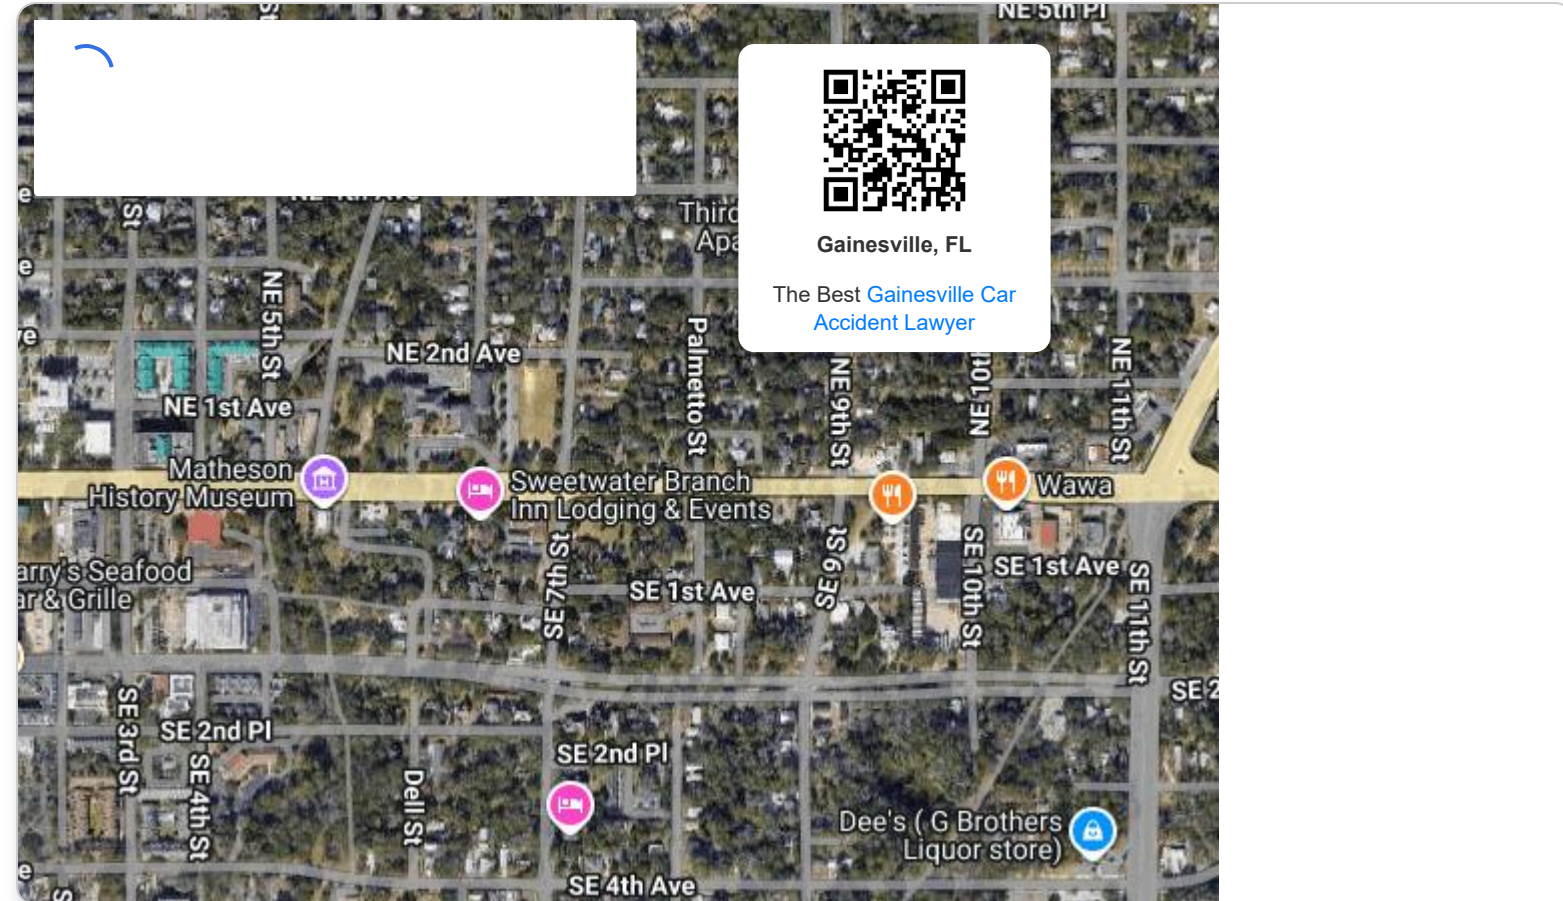 NE 5th Pl
St
Gainesville, FL
The Best Gainesville Car
Accident Lawyer
St
NE 5th St
NE 2nd Ave
Palmetto St
NE 9th St
NE 11th St
NE 1st Ave
Matheson
History Museum
Sweetwater Branch
Inn Lodging & Events
Wawa
arry's Seafood
ar & Grille
SE 7th St
SE 1st Ave
SE 9 St
SE 10th St
SE 1st Ave
SE 11th St
SE 2
SE 3rd St
SE 2nd Pl
SE 4th St
Dell St
SE 2nd Pl
Dee's ( G Brothers
Liquor store)
SE 4th Ave